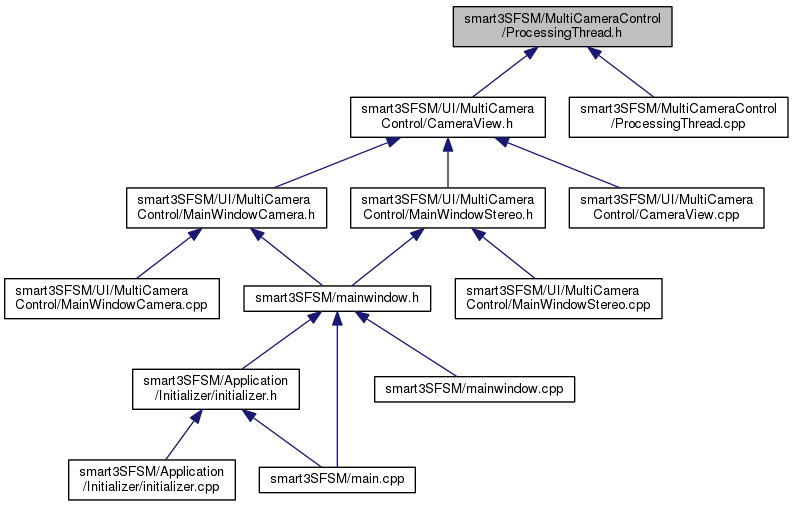 smart3SFSM/MultiCameraControl
/ProcessingThread.h
smart3SFSM/UI/MultiCamera
Control/CameraView.h
smart3SFSM/MultiCameraControl
/ProcessingThread.cpp
smart3SFSM/UI/MultiCamera
Control/MainWindowCamera.h
smart3SFSM/UI/MultiCamera
Control/MainWindowStereo.h
smart3SFSM/UI/MultiCamera
Control/CameraView.cpp
smart3SFSM/UI/MultiCamera
Control/MainWindowCamera.cpp
smart3SFSM/mainwindow.h
smart3SFSM/UI/MultiCamera
Control/MainWindowStereo.cpp
smart3SFSM/Application
/Initializer/initializer.h
smart3SFSM/mainwindow.cpp
smart3SFSM/Application
/Initializer/initializer.cpp
smart3SFSM/main.cpp